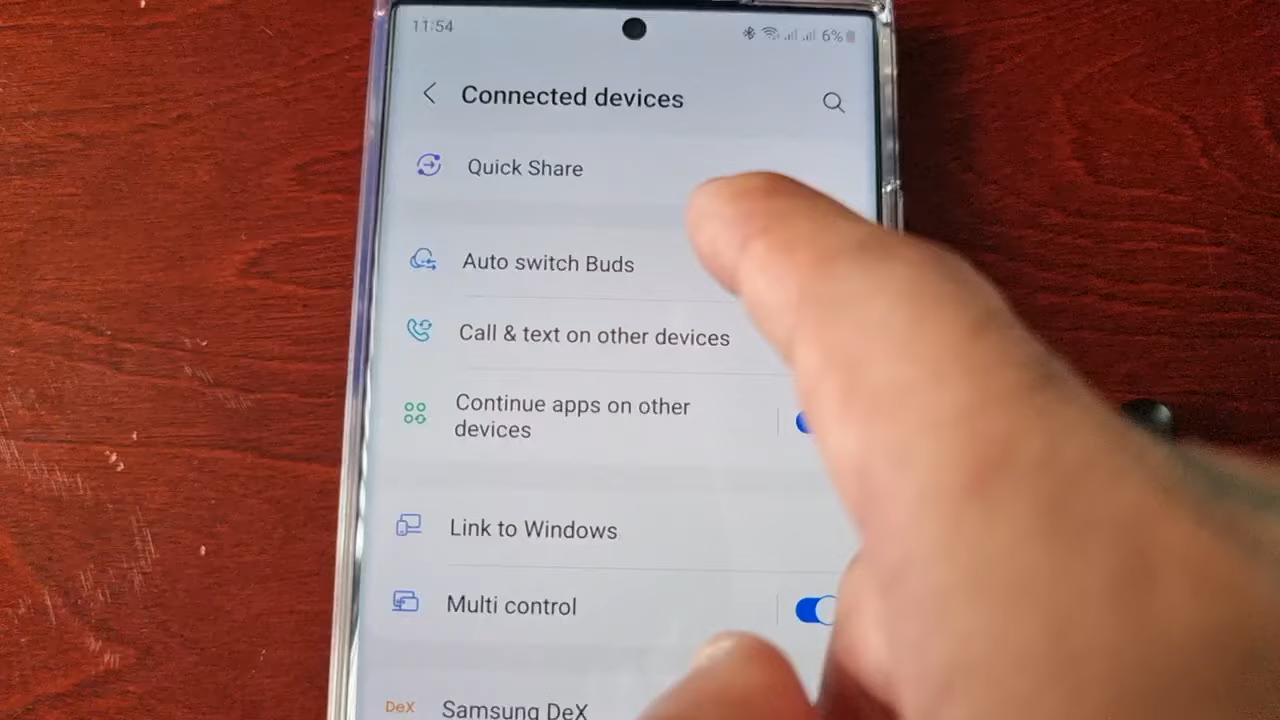 11:54
6%
Connected devices
Quick Share
Auto switch Buds
Call & text on other devices
Continue apps on other
devices
Link to Windows
Multi control
DeX
Samsung DeX